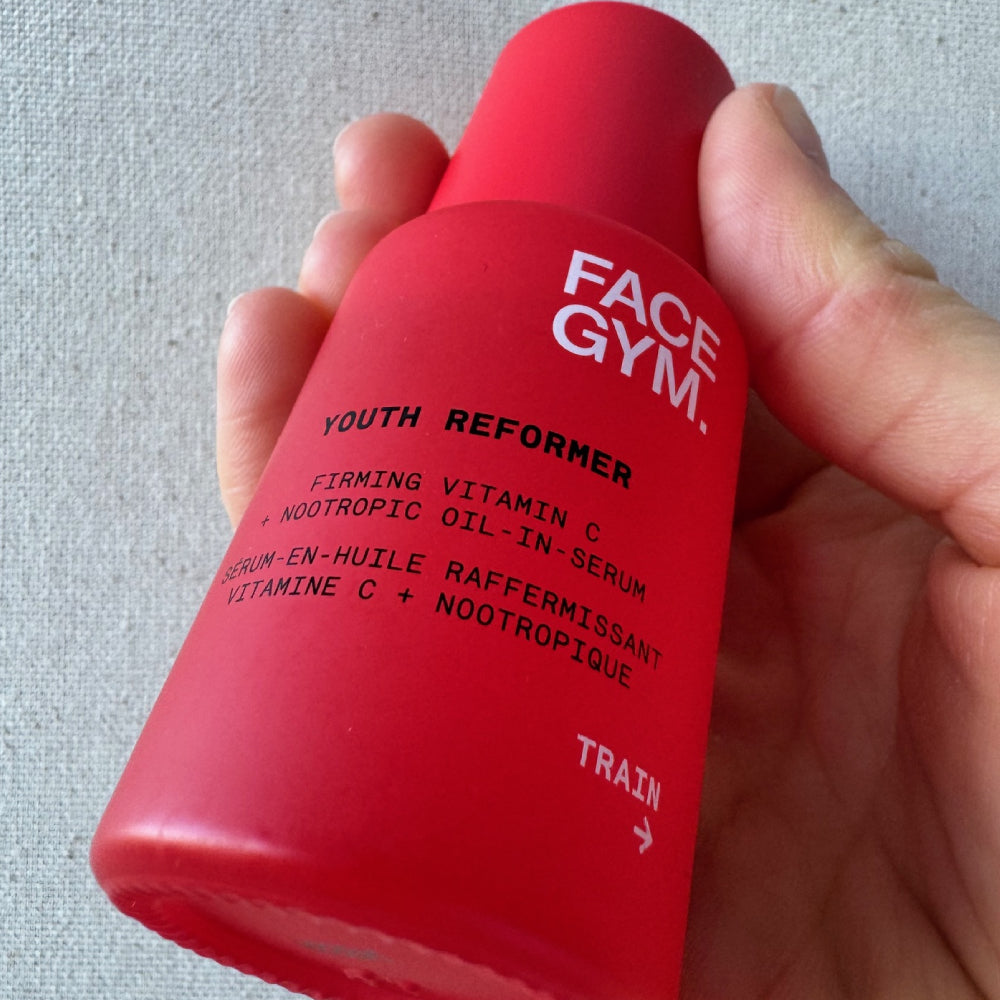 FACE
GYM.
YOUTH REFORMER
FIRMING VITAMIN C
+ NOOTROPIC OIL-IN-SERUM
SÉRUM-EN-HUILE RAFFERMISSANT
VITAMINE C + NOOTROPIQUE
TRAIN
→